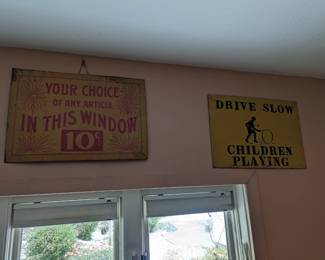 YOUR CHOICE
OF ANY ARTICLE
IN THIS WINDOW
10¢
DRIVE SLOW
CHILDREN
PLAYING